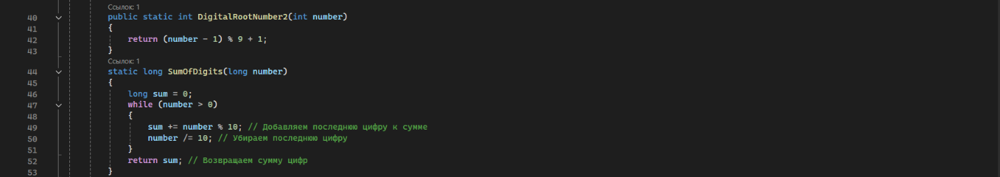 Ссылок: 1
40 public static int DigitalRootNumber2(int number)
41 {
42 return (number - 1) % 9 + 1;
43 }
Ссылок: 1
44 static long SumOfDigits(long number)
45 {
46 long sum = 0;
47 while (number > 0)
48 {
49 sum += number % 10; // Добавляем последнюю цифру к сумме
50 number /= 10; // Убираем последнюю цифру
51 }
52 return sum; // Возвращаем сумму цифр
53 }